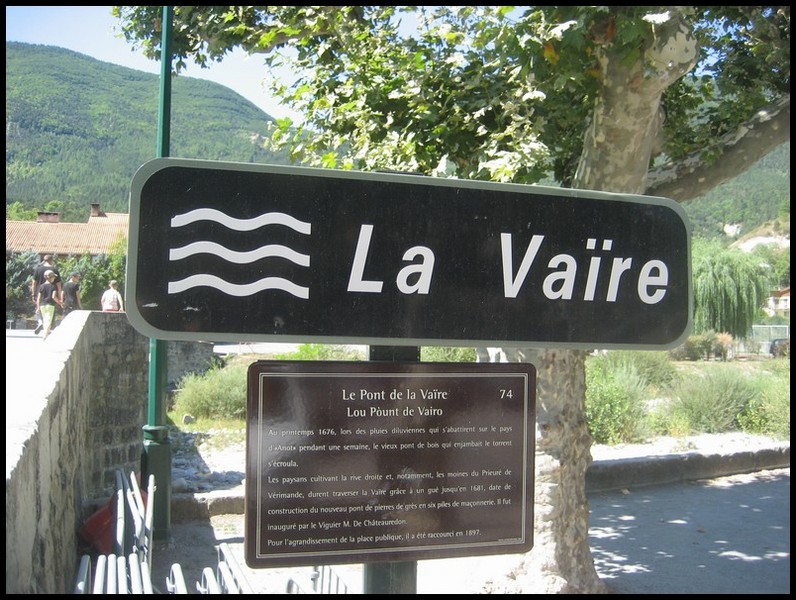 La Vaïre
Le Pont de la Vaïre 74
Lou Pòunt de Vairo
Au printemps 1676, lors des pluies diluviennes qui s'abattirent sur le pays
d'«Anot» pendant une semaine, le vieux pont de bois qui enjambait le torrent
s'écroula.
Les paysans cultivant la rive droite et, notamment, les moines du Prieuré de
Vérimande, durent traverser la Vaïre grâce à un gué jusqu'en 1681, date de
construction du nouveau pont de pierres de grès en six piles de maçonnerie. Il fut
inauguré par le Viguier M. De Châteauredon.
Pour l'agrandissement de la place publique, il a été raccourci en 1897.